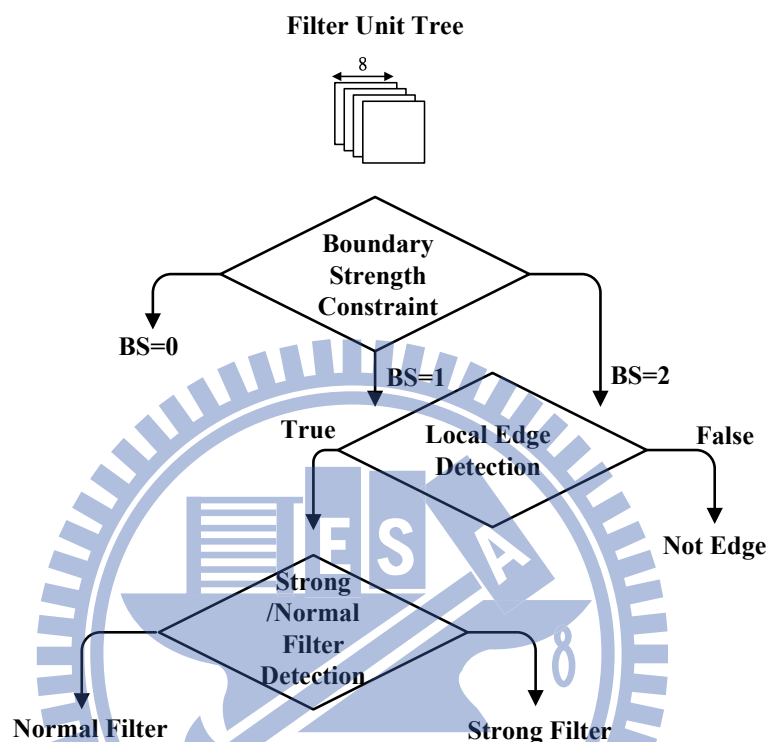 Filter Unit Tree
8
Boundary
Strength
Constraint
BS=0
BS=1
BS=2
True
Local Edge
Detection
False
Not Edge
E S A
Strong
/Normal
Filter
Detection
8
Normal Filter
Strong Filter